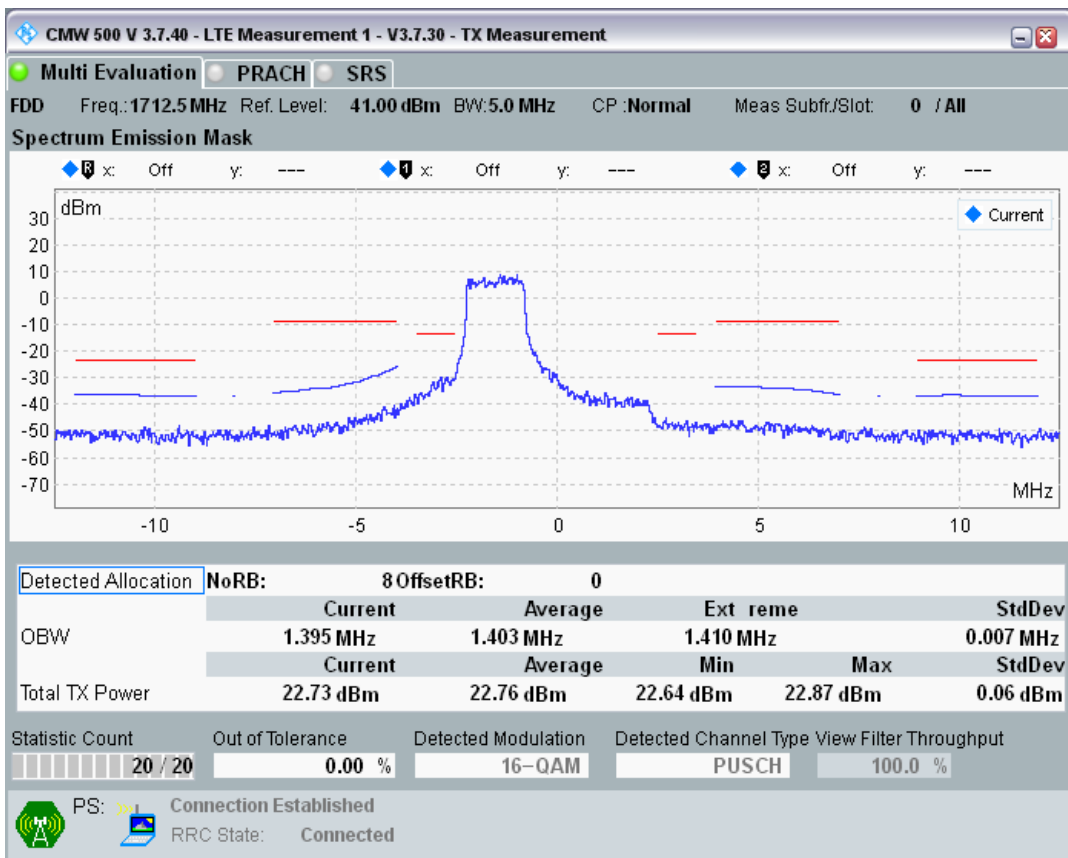 CMW 500 V 3.7.40 - LTE Measurement 1 - V3.7.30 - TX Measurement
Multi Evaluation PRACH SRS
FDD Freq.:1712.5 MHz Ref. Level: 41.00 dBm BW:5.0 MHz CP :Normal Meas Subfr./Slot: 0 / All
Spectrum Emission Mask
R x: Off y: --- 1 x: Off y: --- 2 x: Off y: ---
dBm
Current
30
20
10
0
-10
-20
-30
-40
-50
-60
-70
MHz
-10 -5 0 5 10
Detected Allocation NoRB: 8 OffsetRB: 0
Current Average Ext reme StdDev
OBW 1.395 MHz 1.403 MHz 1.410 MHz 0.007 MHz
Current Average Min Max StdDev
Total TX Power 22.73 dBm 22.76 dBm 22.64 dBm 22.87 dBm 0.06 dBm
Statistic Count Out of Tolerance Detected Modulation Detected Channel Type View Filter Throughput
20 / 20 0.00 % 16-QAM PUSCH 100.0 %
PS: Connection Established
RRC State: Connected